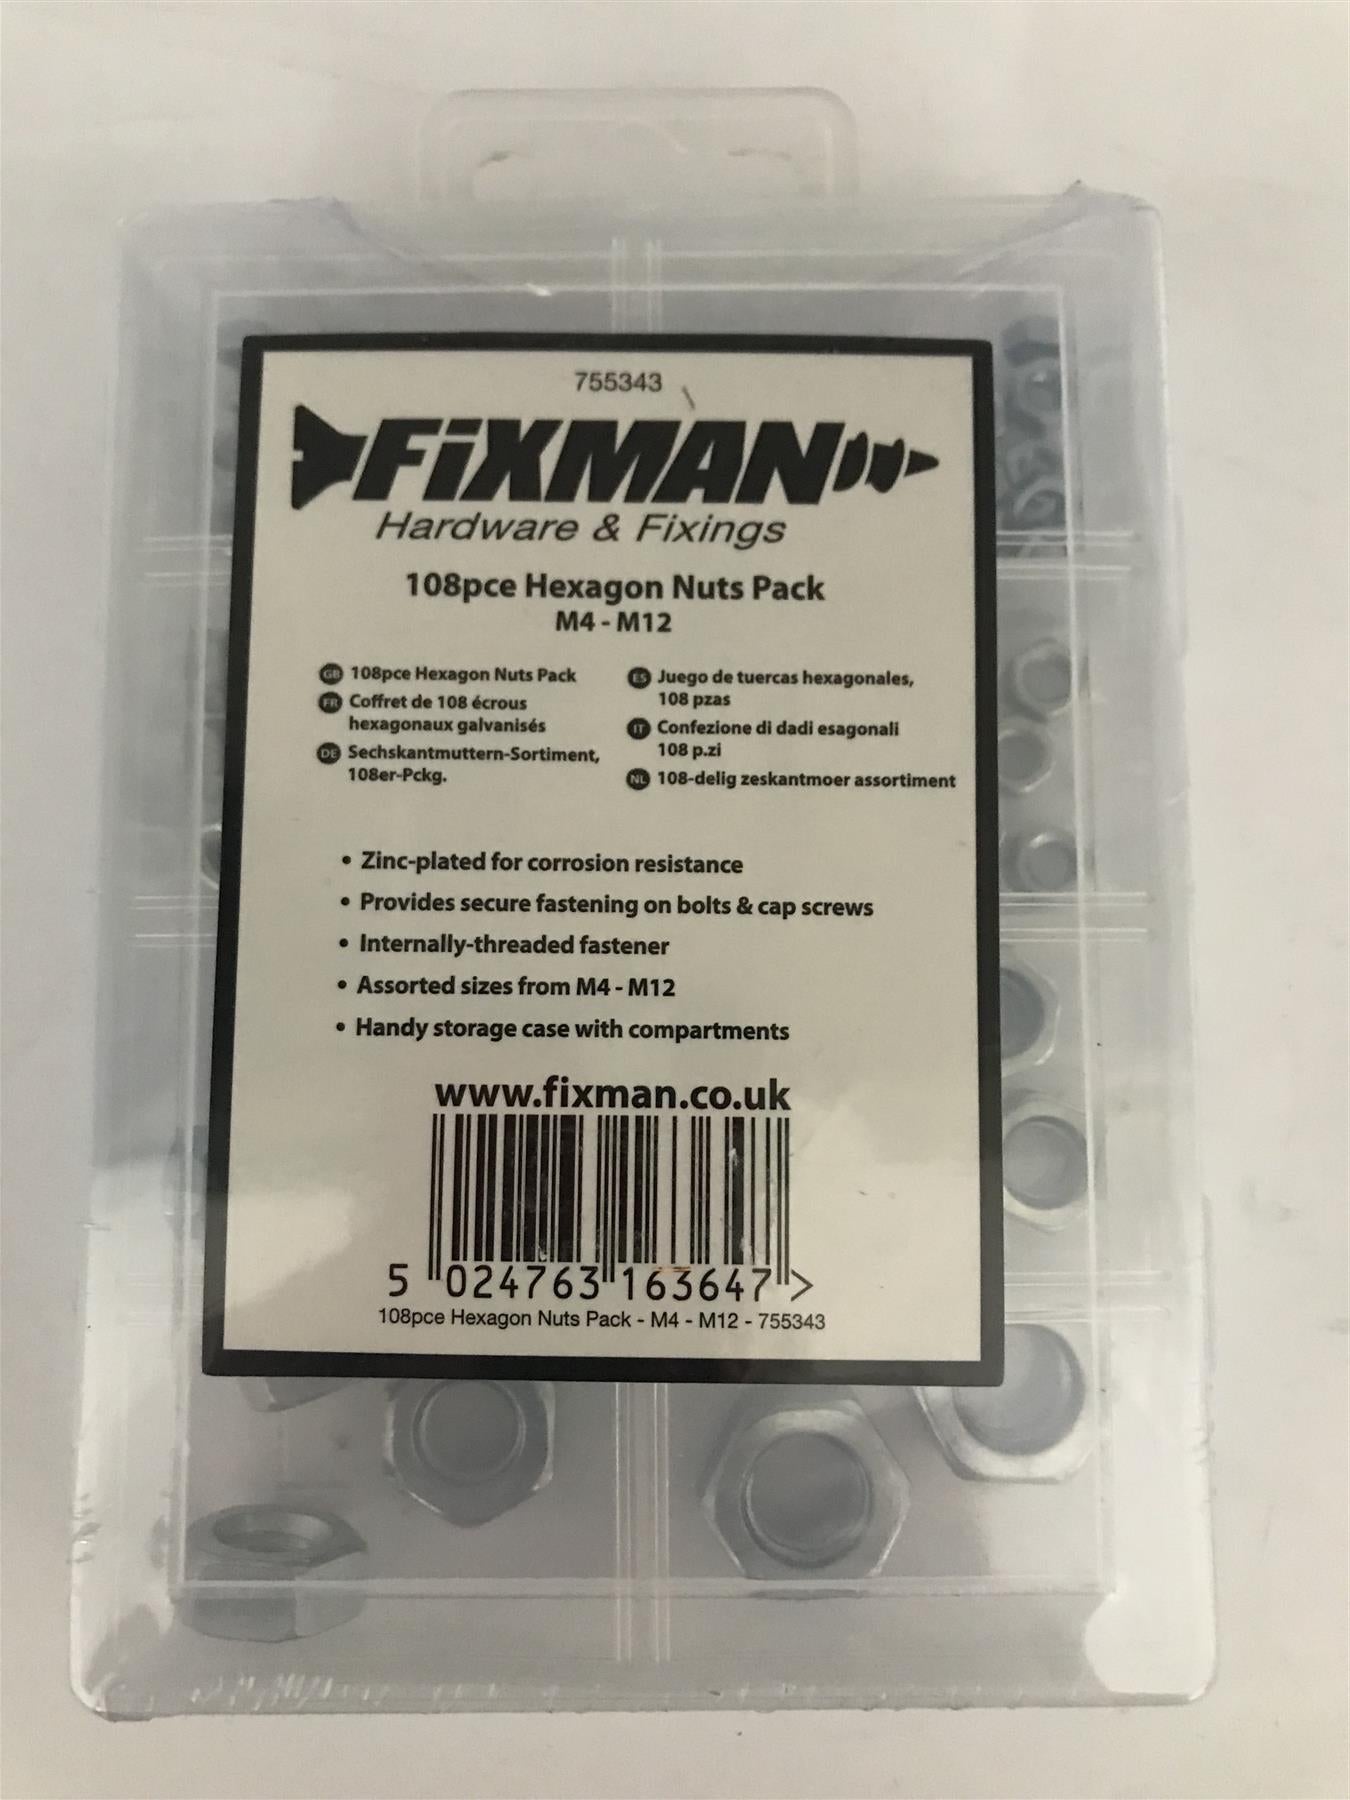 755343
FiXMAN
Hardware & Fixings
108pce Hexagon Nuts Pack
M4 - M12
GB 108pce Hexagon Nuts Pack
FR Coffret de 108 écrous
hexagonaux galvanisés
DE Sechskantmuttern-Sortiment,
108er-Pckg.
ES Juego de tuercas hexagonales,
108 pzas
IT Confezione di dadi esagonali
108 p.zi
NL 108-delig zeskantmoer assortiment
• Zinc-plated for corrosion resistance
• Provides secure fastening on bolts & cap screws
• Internally-threaded fastener
• Assorted sizes from M4 - M12
• Handy storage case with compartments
www.fixman.co.uk
5 024763 163647 >
108pce Hexagon Nuts Pack - M4 - M12 - 755343